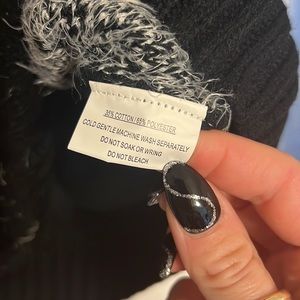 35% COTTON/65% POLYESTER
COLD GENTLE MACHINE WASH SEPARATELY
DO NOT SOAK OR WRING
DO NOT BLEACH